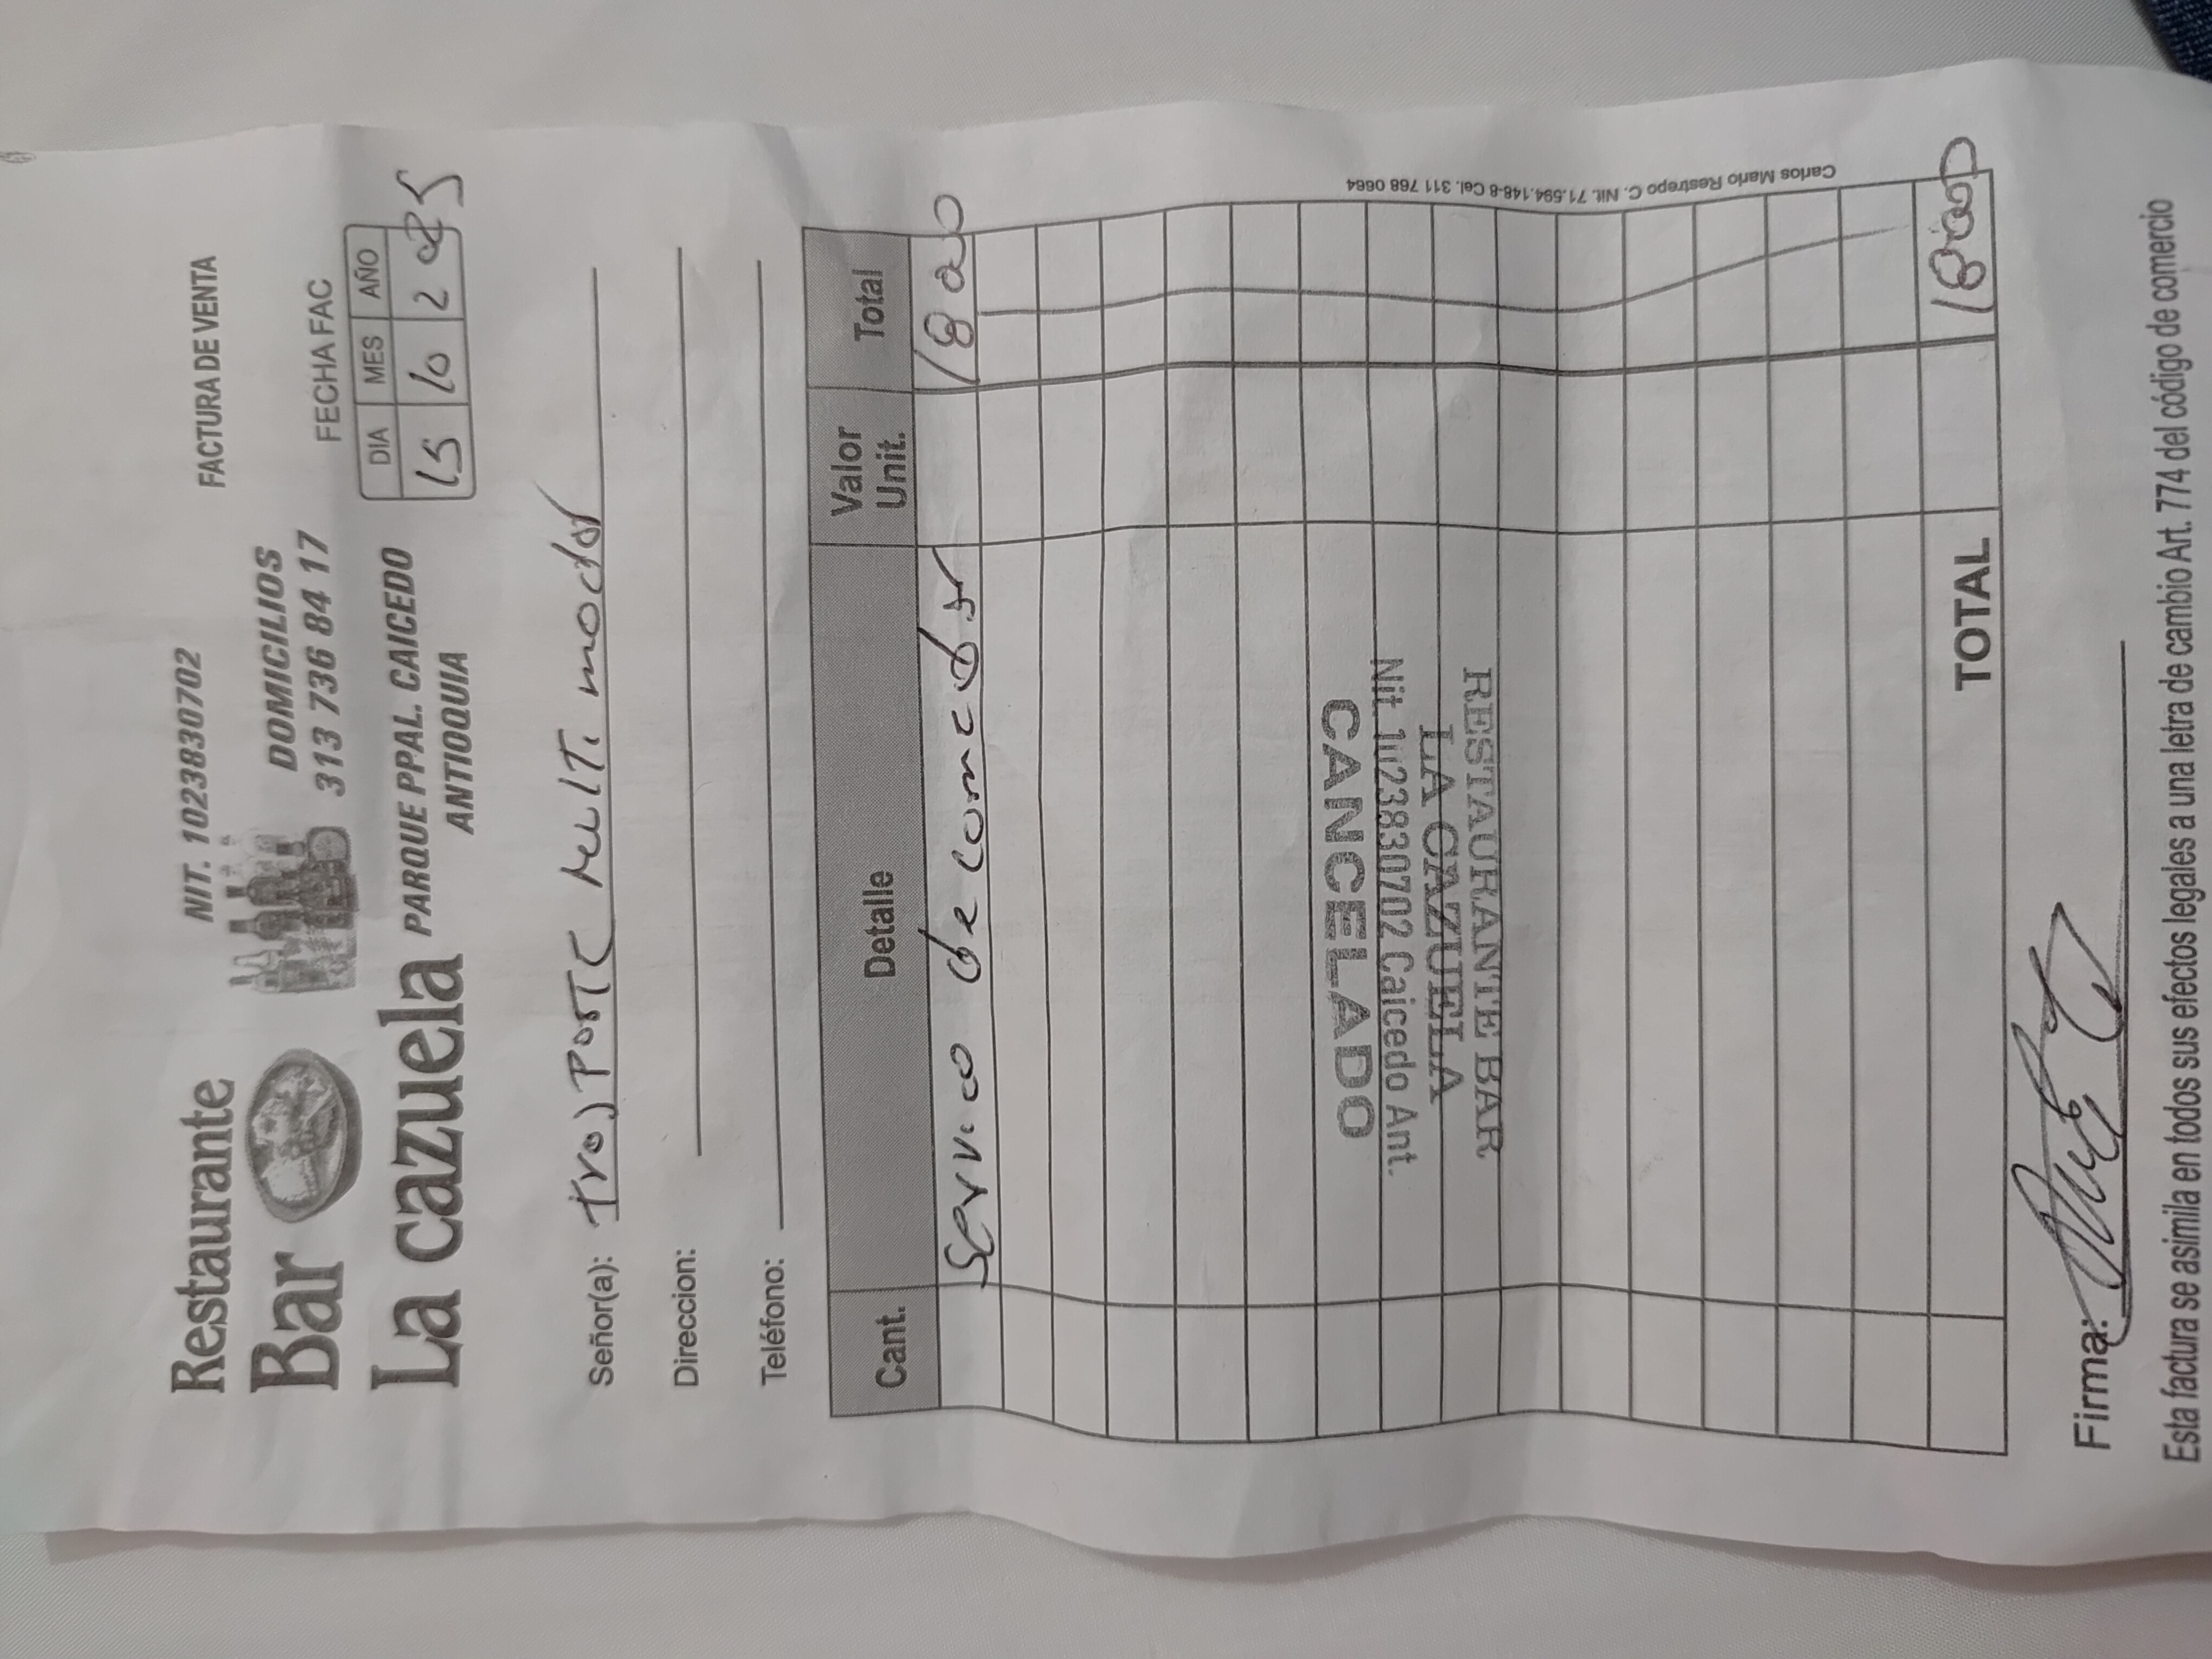 Restaurante NIT. 1023830702 FACTURA DE VENTA
Bar DOMICILIOS
313 736 84 17
La cazuela PARQUE PPAL. CAICEDO
ANTIOQUIA
FECHA FAC
DIA MES AÑO
15 10 2025
Señor(a): trasporte multi modal
Direccion:
Teléfono:
Cant. Detalle Valor Unit. Total
Servico de comedor 18000
CANCELADO
Nit. 1023830702 Caicedo Ant.
LA CAZUELA
RESTAURANTE BAR
TOTAL 18000
Carlos Mario Restrepo C. Nit. 71.594.148-8 Cel. 311 768 0664
Firma:
Esta factura se asimila en todos sus efectos legales a una letra de cambio Art. 774 del código de comercio